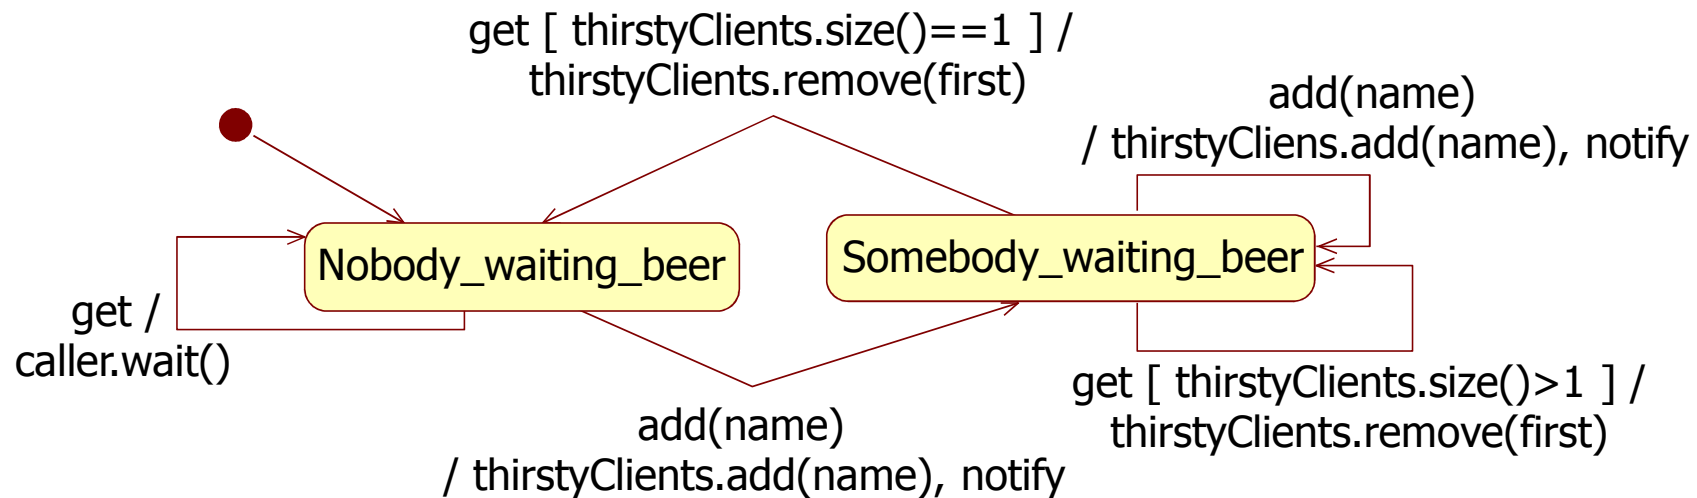 get [ thirstyClients.size()==1 ] /
thirstyClients.remove(first)
add(name)
/ thirstyCliens.add(name), notify
Nobody_waiting_beer
Somebody_waiting_beer
get /
caller.wait()
get [ thirstyClients.size()>1 ] /
thirstyClients.remove(first)
add(name)
/ thirstyClients.add(name), notify